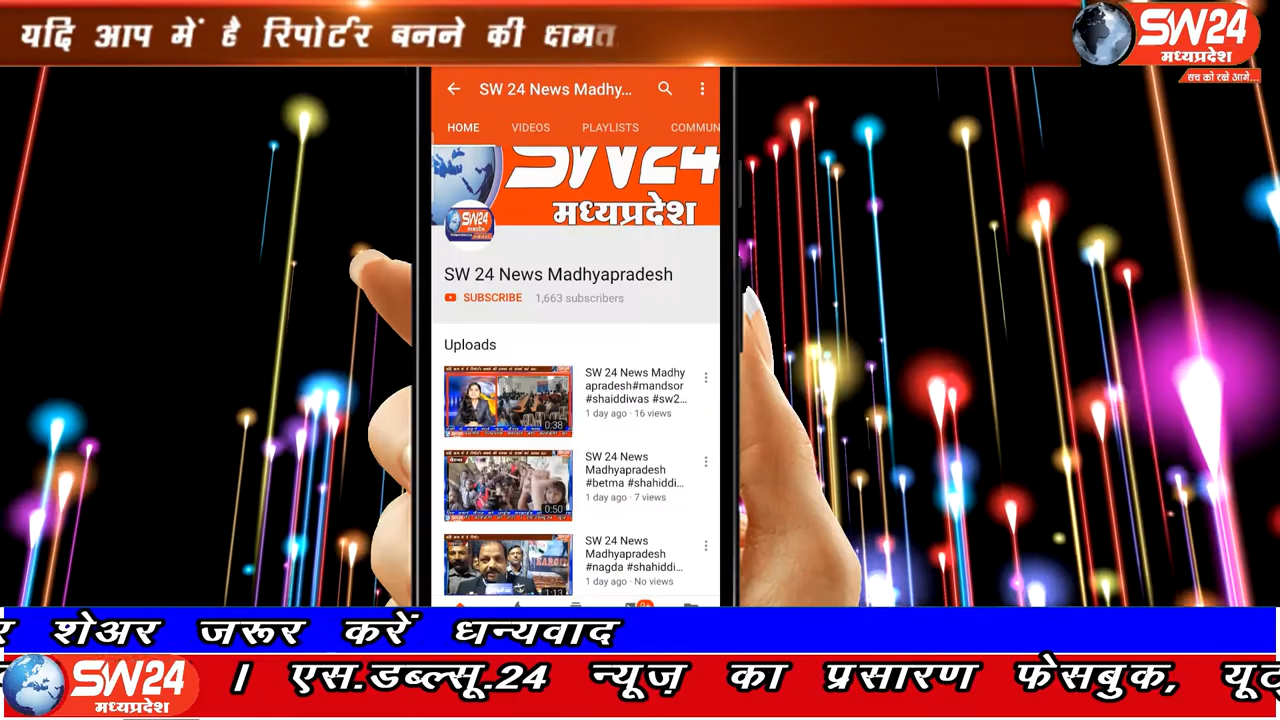 यदि आप में है रिपोर्टर बनने की क्षमत
SW24
मध्यप्रदेश
सच को रखे आगे...
SW 24 News Madhy...
HOME VIDEOS PLAYLISTS COMMUN
SW24
मध्यप्रदेश
SW24
SW 24 News Madhyapradesh
SUBSCRIBE 1,663 subscribers
Uploads
SW 24 News Madhy
apradesh#mandsor
#shaiddiwas #sw2...
1 day ago · 16 views
0:38
SW 24 News
Madhyapradesh
#betma #shahiddi...
1 day ago · 7 views
0:50
SW 24 News
Madhyapradesh
#nagda #shahiddi...
1 day ago · No views
1:13
र शेअर जरूर करें धन्यवाद
SW24
मध्यप्रदेश
। एस.डब्ल्सू.24 न्यूज़ का प्रसारण फेसबुक, यूट्